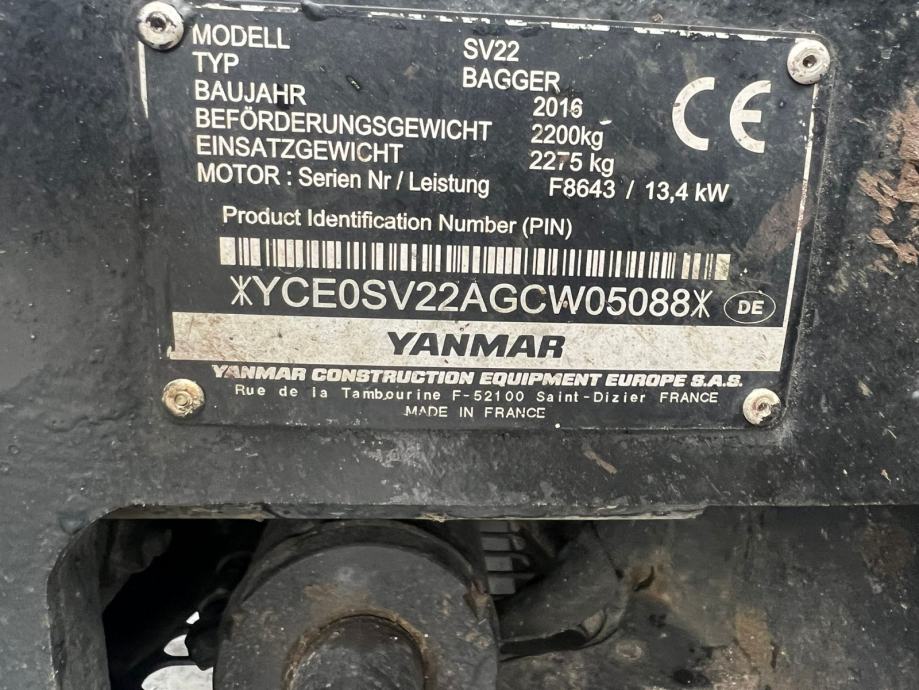 MODELL SV22
TYP BAGGER
BAUJAHR 2016
BEFÖRDERUNGSGEWICHT 2200kg
EINSATZGEWICHT 2275 kg
MOTOR : Serien Nr / Leistung F8643 / 13,4 kW
CE
Product Identification Number (PIN)
*YCE0SV22AGCW05088*
DE
YANMAR
YANMAR CONSTRUCTION EQUIPMENT EUROPE S.A.S.
Rue de la Tambourine F-52100 Saint-Dizier FRANCE
MADE IN FRANCE